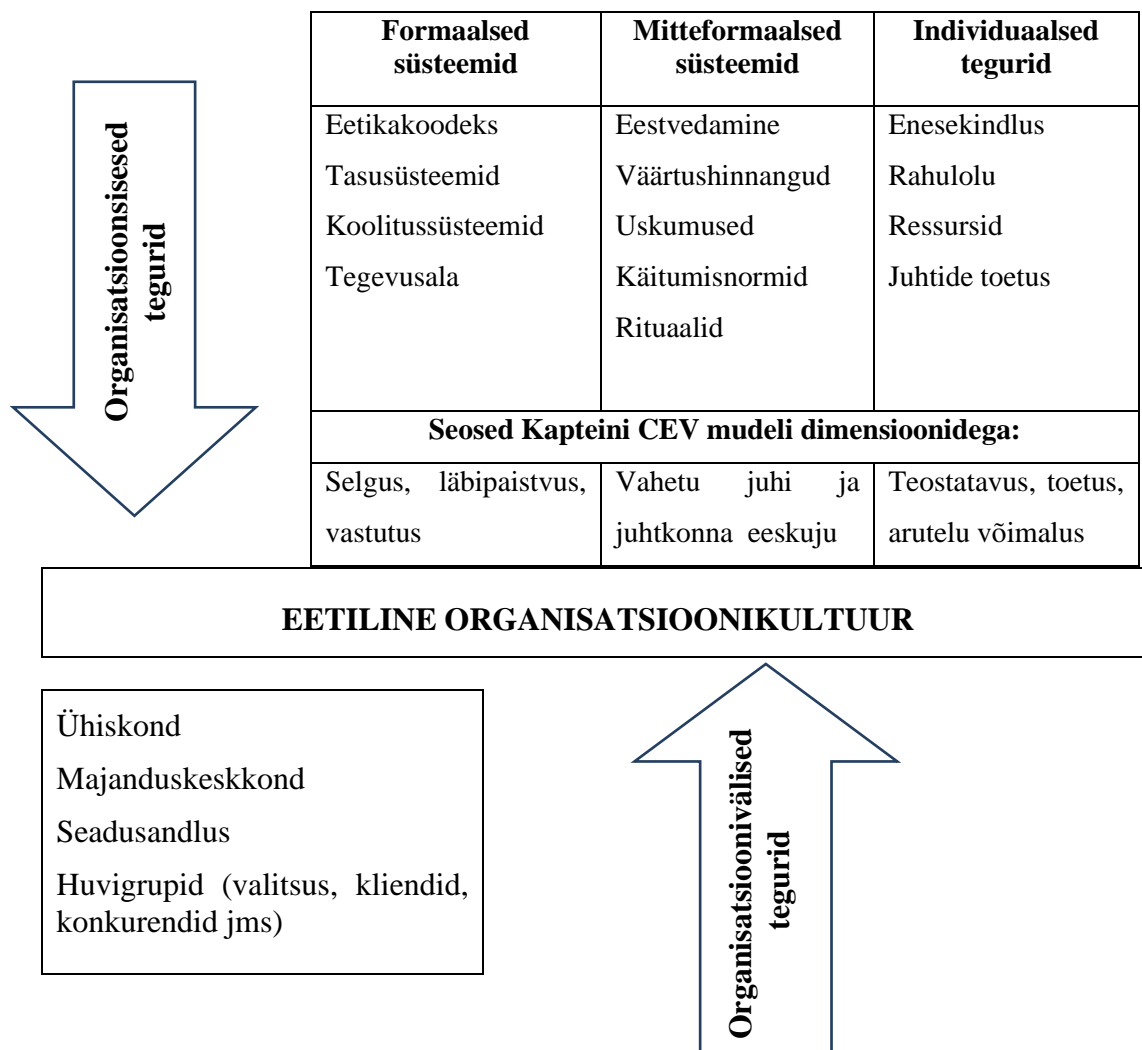 Formaalsed
süsteemid
Mitteformaalsed
süsteemid
Individuaalsed
tegurid
Organisatsioonisesed
tegurid
Eetikakoodeks
Tasusüsteemid
Koolitussüsteemid
Tegevusala
Eestvedamine
Väärtushinnangud
Uskumused
Käitumisnormid
Rituaalid
Enesekindlus
Rahulolu
Ressursid
Juhtide toetus
Seosed Kapteini CEV mudeli dimensioonidega:
Selgus, läbipaistvus,
vastutus
Vahetu juhi ja
juhtkonna eeskuju
Teostatavus, toetus,
arutelu võimalus
EETILINE ORGANISATSIOONIKULTUUR
Ühiskond
Majanduskeskkond
Seadusandlus
Huvigrupid (valitsus, kliendid,
konkurendid jms)
Organisatsioonivälised
tegurid